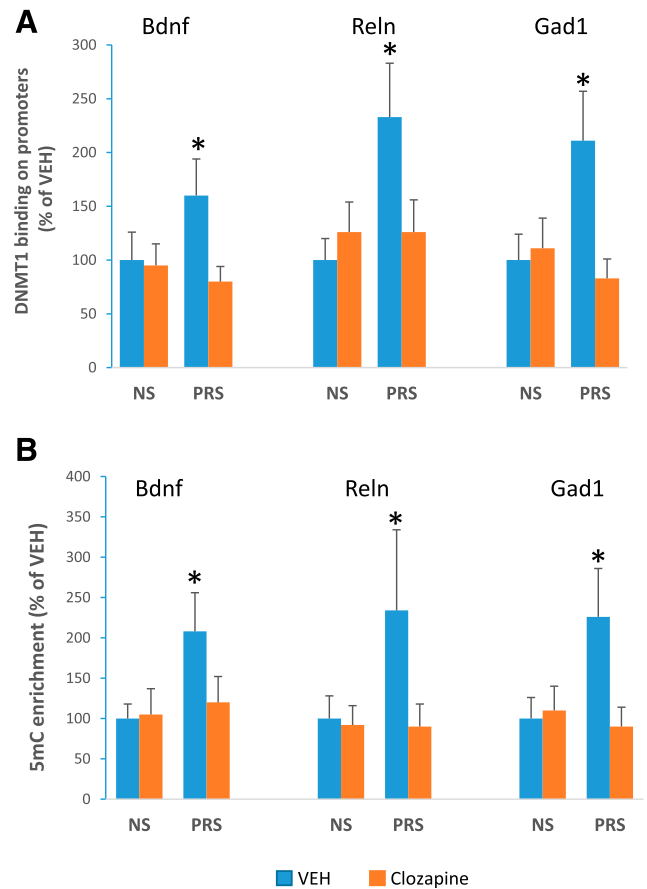 A
Bdnf
Reln
Gad1
DNMT1 binding on promoters
(% of VEH)
300
250
200
150
100
50
0
*
*
*
NS
PRS
NS
PRS
NS
PRS
B
Bdnf
Reln
Gad1
5mC enrichment (% of VEH)
400
350
300
250
200
150
100
50
0
*
*
*
NS
PRS
NS
PRS
NS
PRS
VEH
Clozapine